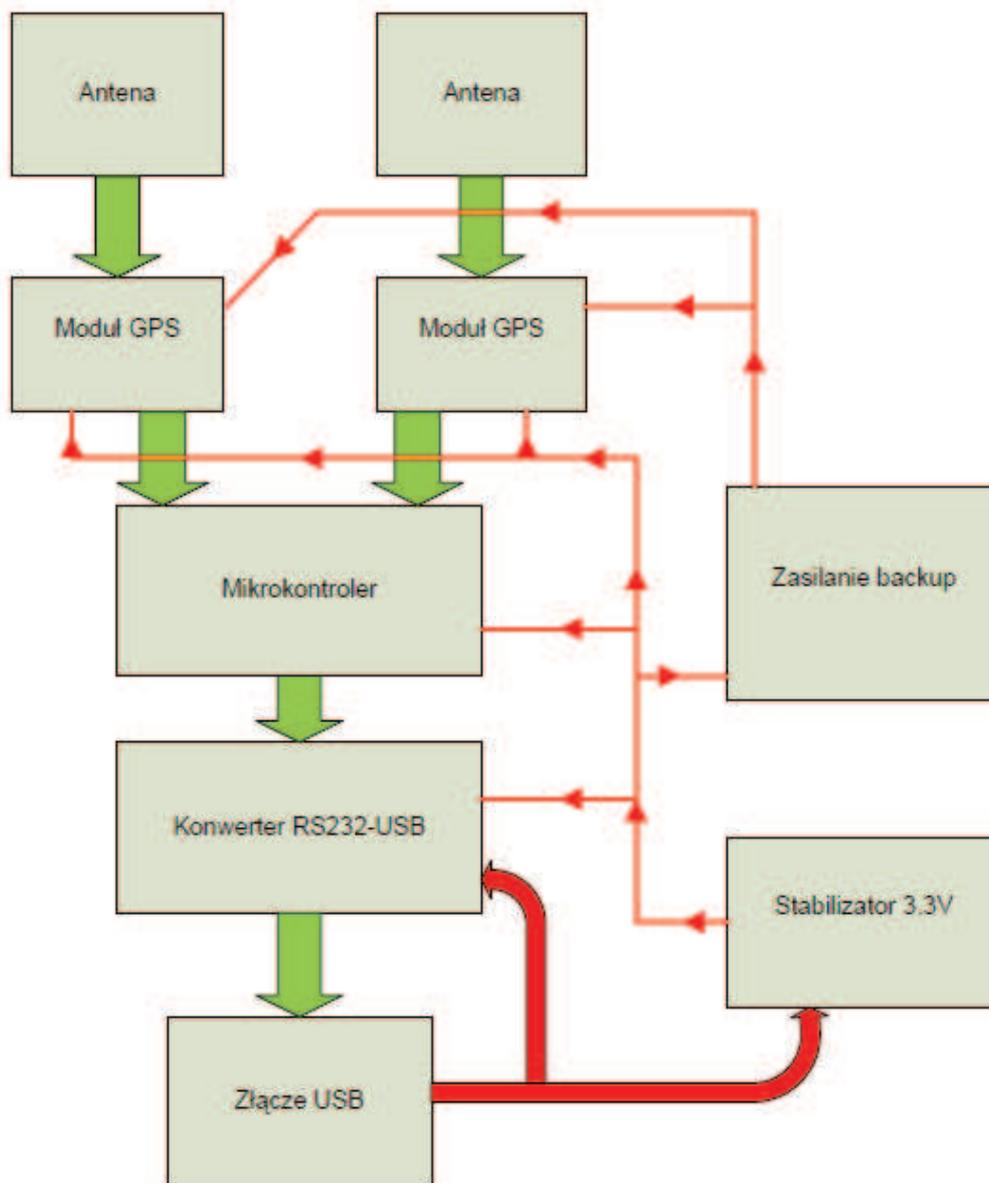 Antena
Antena
Moduł GPS
Moduł GPS
Mikrokontroler
Zasilanie backup
Konwerter RS232-USB
Stabilizator 3.3V
Złącze USB